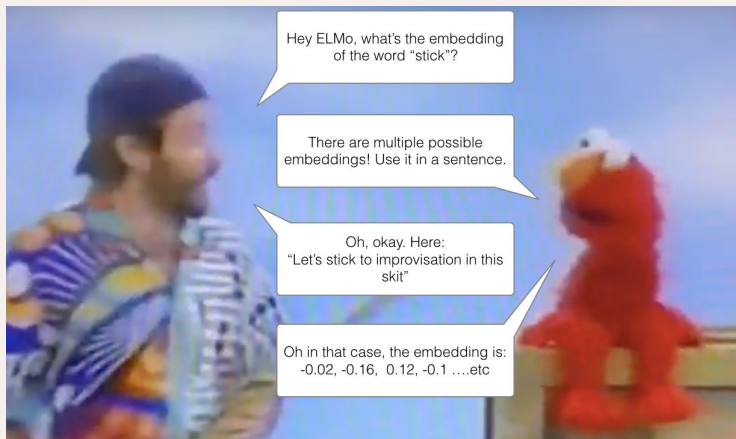 Hey ELMo, what's the embedding
of the word “stick”?
There are multiple possible
embeddings! Use it in a sentence.
Oh, okay. Here:
“Let's stick to improvisation in this
skit”
Oh in that case, the embedding is:
-0.02, -0.16, 0.12, -0.1 ….etc